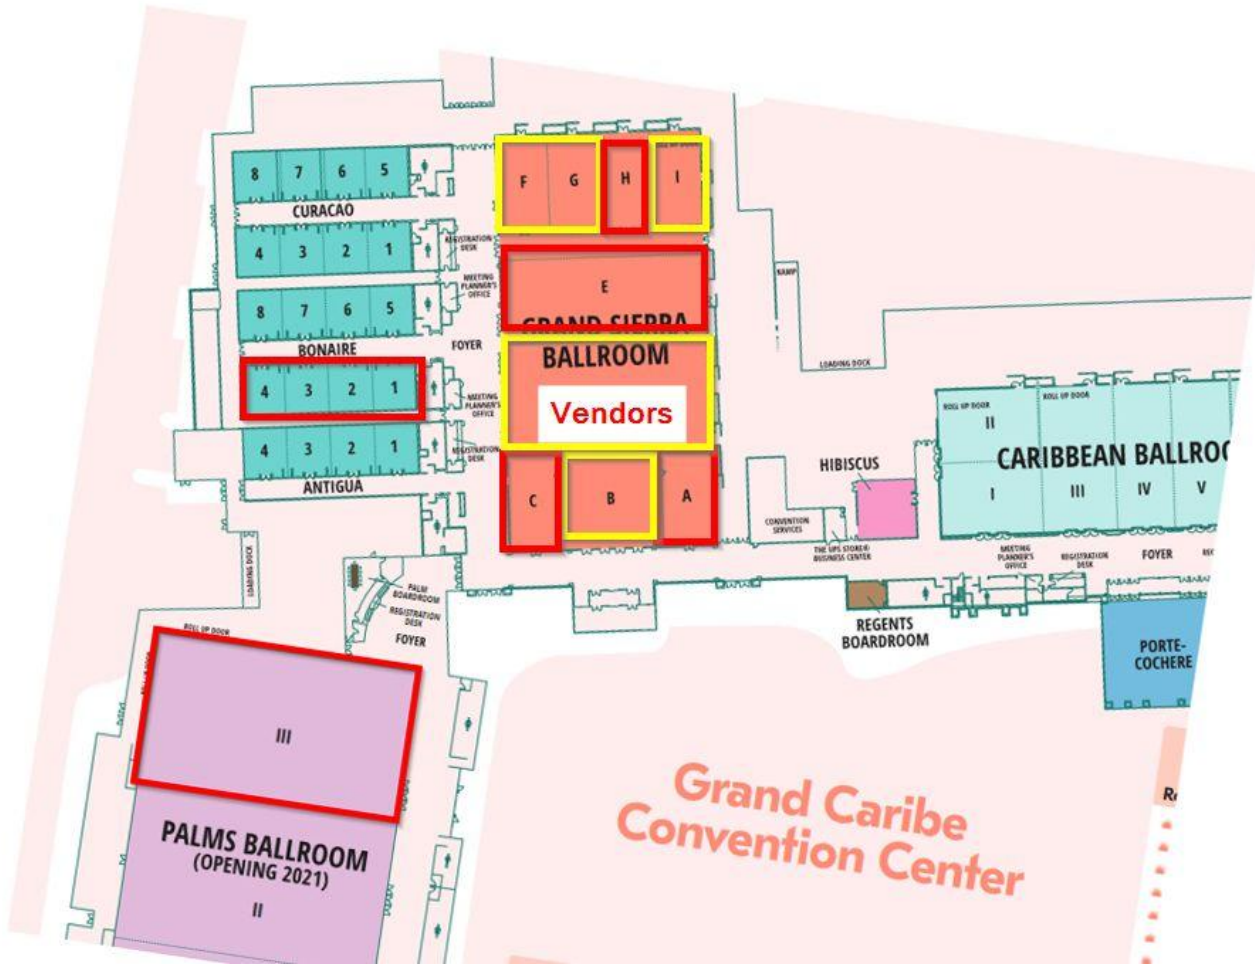 8 7 6 5
CURACAO
4 3 2 1
REGISTRATION
DESK
MEETING
PLANNER'S
OFFICE
8 7 6 5
BONAIRE
FOYER
4 3 2 1
MEETING
PLANNER'S
OFFICE
4 3 2 1
REGISTRATION
DESK
ANTIGUA
F G H I
E
GRAND SIERRA
BALLROOM
Vendors
C B A
RAMP
LOADING DOCK
HIBISCUS
CONVENTION
SERVICES
THE UPS STORE®
BUSINESS CENTER
ROLL UP DOOR
ROLL UP DOOR
II
CARIBBEAN BALLROO
I III IV V
MEETING
PLANNER'S
OFFICE
REGISTRATION
DESK
FOYER
REGENTS
BOARDROOM
PORTE-
COCHERE
LOADING DOCK
PALM
BOARDROOM
REGISTRATION
DESK
FOYER
ROLL UP DOOR
III
PALMS BALLROOM
(OPENING 2021)
II
Grand Caribe
Convention Center